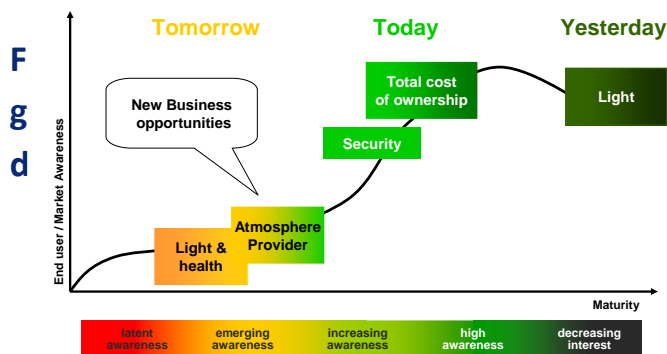 Tomorrow
Today
Yesterday
F
g
d
New Business
opportunities
Total cost
of ownership
Light
Security
Atmosphere
Provider
Light &
health
End user / Market Awareness
Maturity
latent
awareness
emerging
awareness
increasing
awareness
high
awareness
decreasing
interest